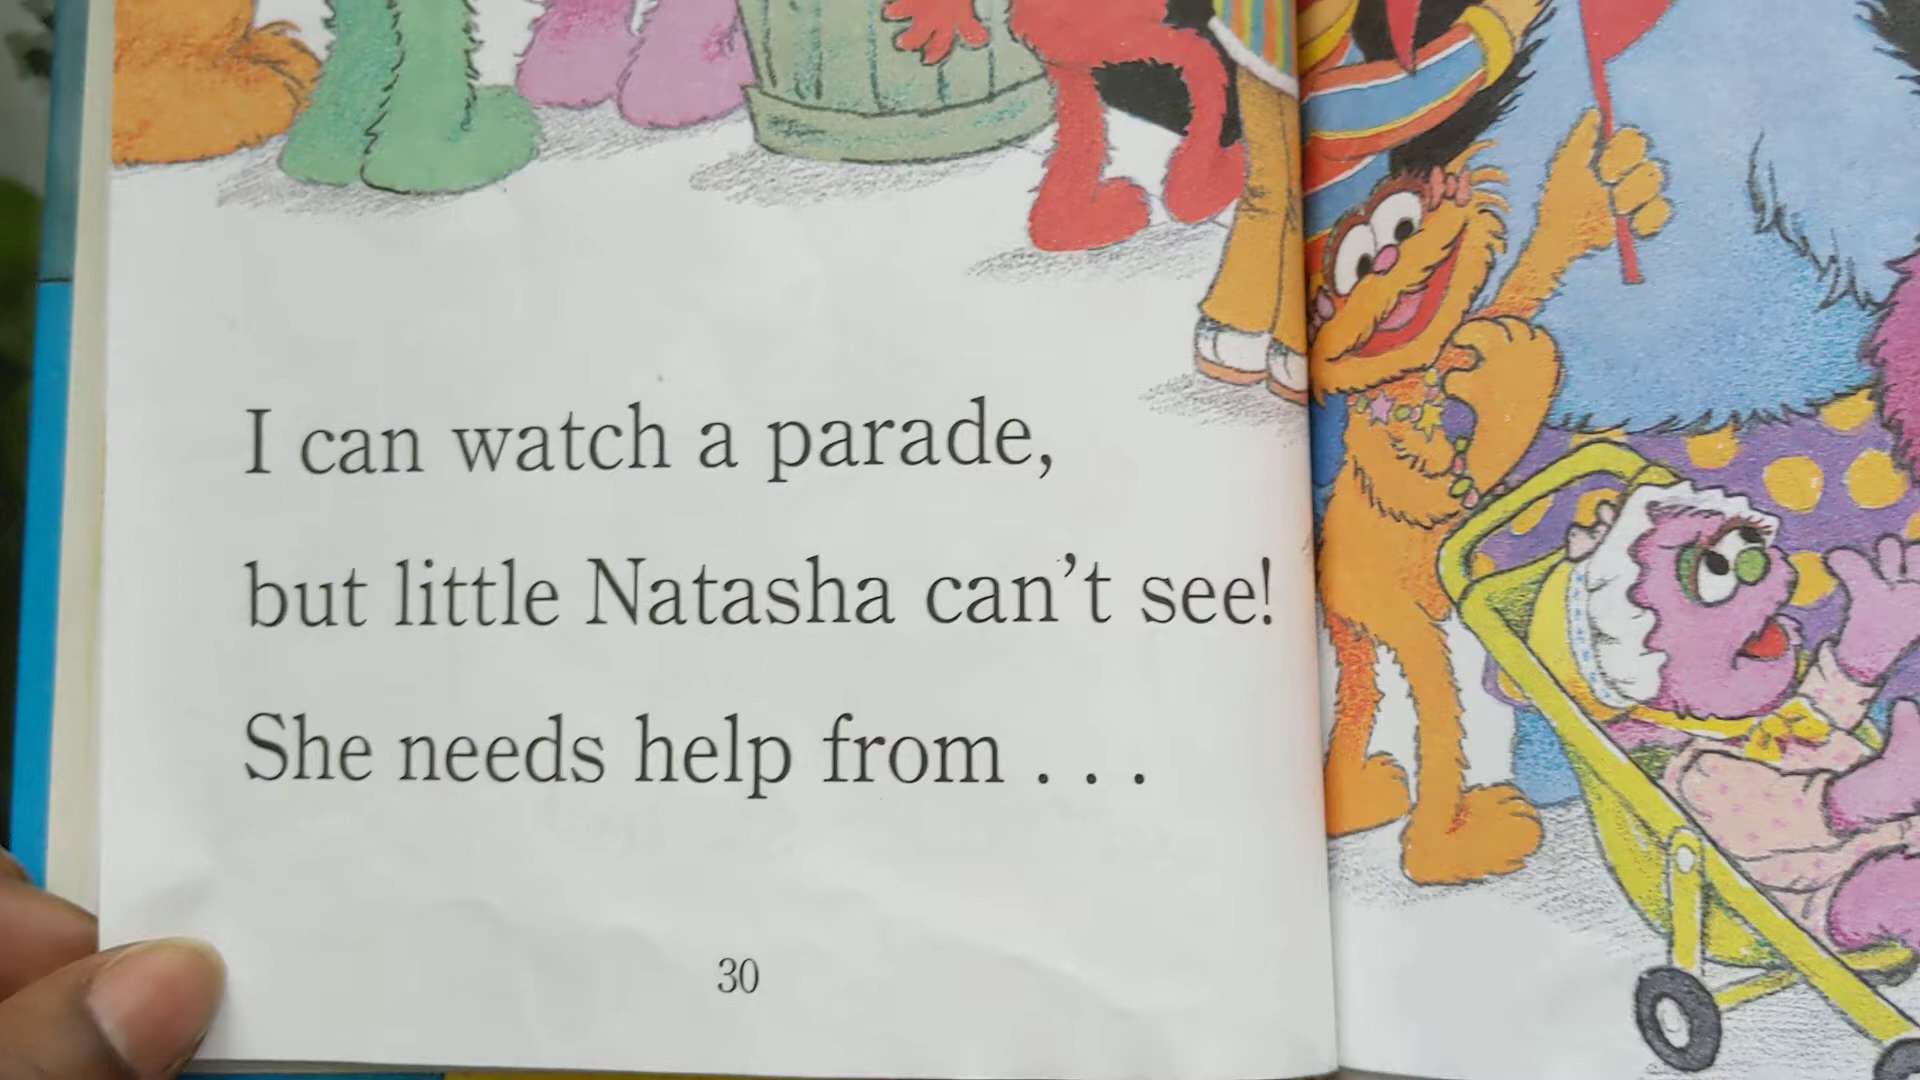 I can watch a parade,
but little Natasha can't see!
She needs help from . . .
30